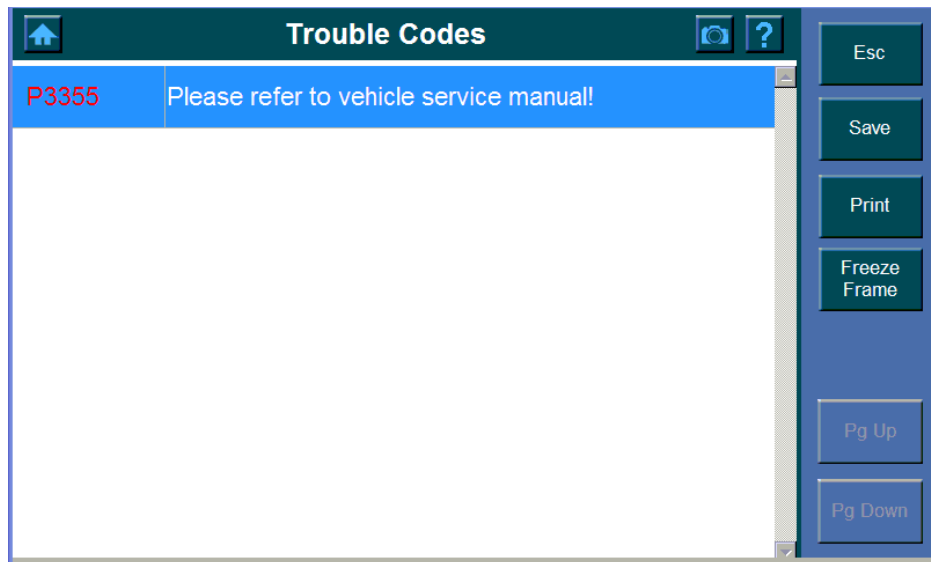 Trouble Codes
?
P3355 Please refer to vehicle service manual!
Esc
Save
Print
Freeze
Frame
Pg Up
Pg Down